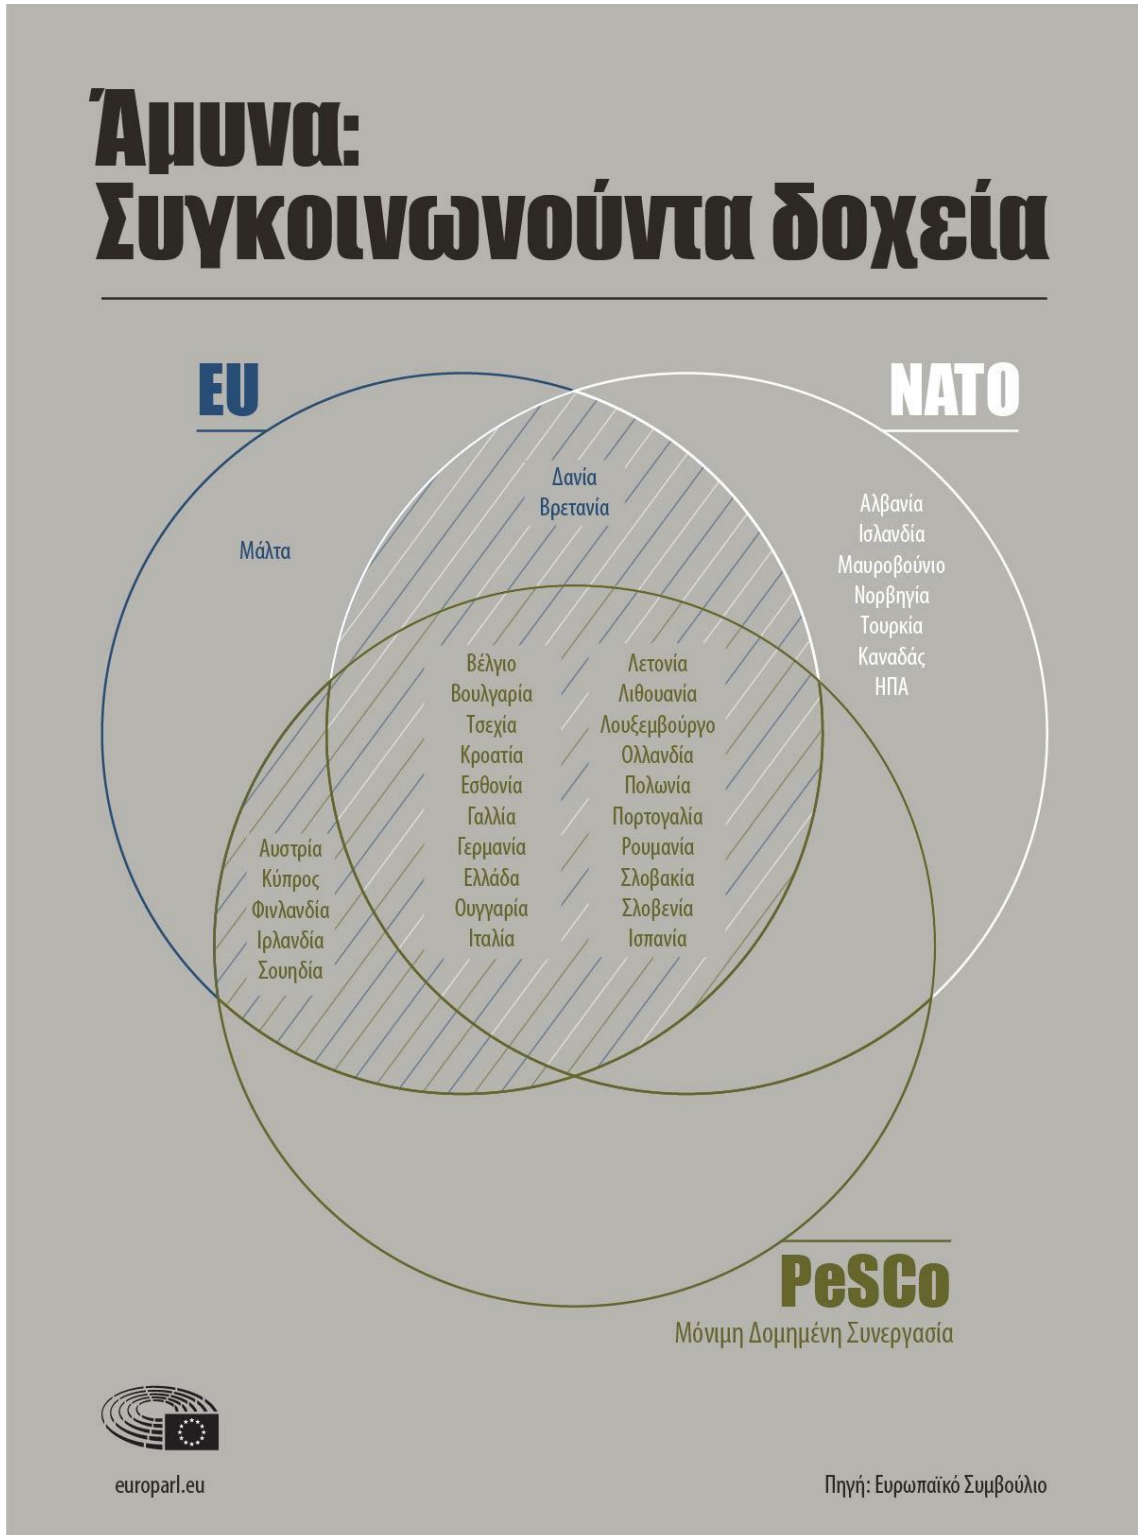 Άμυνα:
Συγκοινωνούντα δοχεία
EU
NATO
Δανία
Βρετανία
Μάλτα
Αλβανία
Ισλανδία
Μαυροβούνιο
Νορβηγία
Τουρκία
Καναδάς
ΗΠΑ
Βέλγιο
Βουλγαρία
Τσεχία
Κροατία
Εσθονία
Γαλλία
Γερμανία
Ελλάδα
Ουγγαρία
Ιταλία
Λετονία
Λιθουανία
Λουξεμβούργο
Ολλανδία
Πολωνία
Πορτογαλία
Ρουμανία
Σλοβακία
Σλοβενία
Ισπανία
Αυστρία
Κύπρος
Φινλανδία
Ιρλανδία
Σουηδία
PeSCo
Μόνιμη Δομημένη Συνεργασία
europarl.eu
Πηγή: Ευρωπαϊκό Συμβούλιο